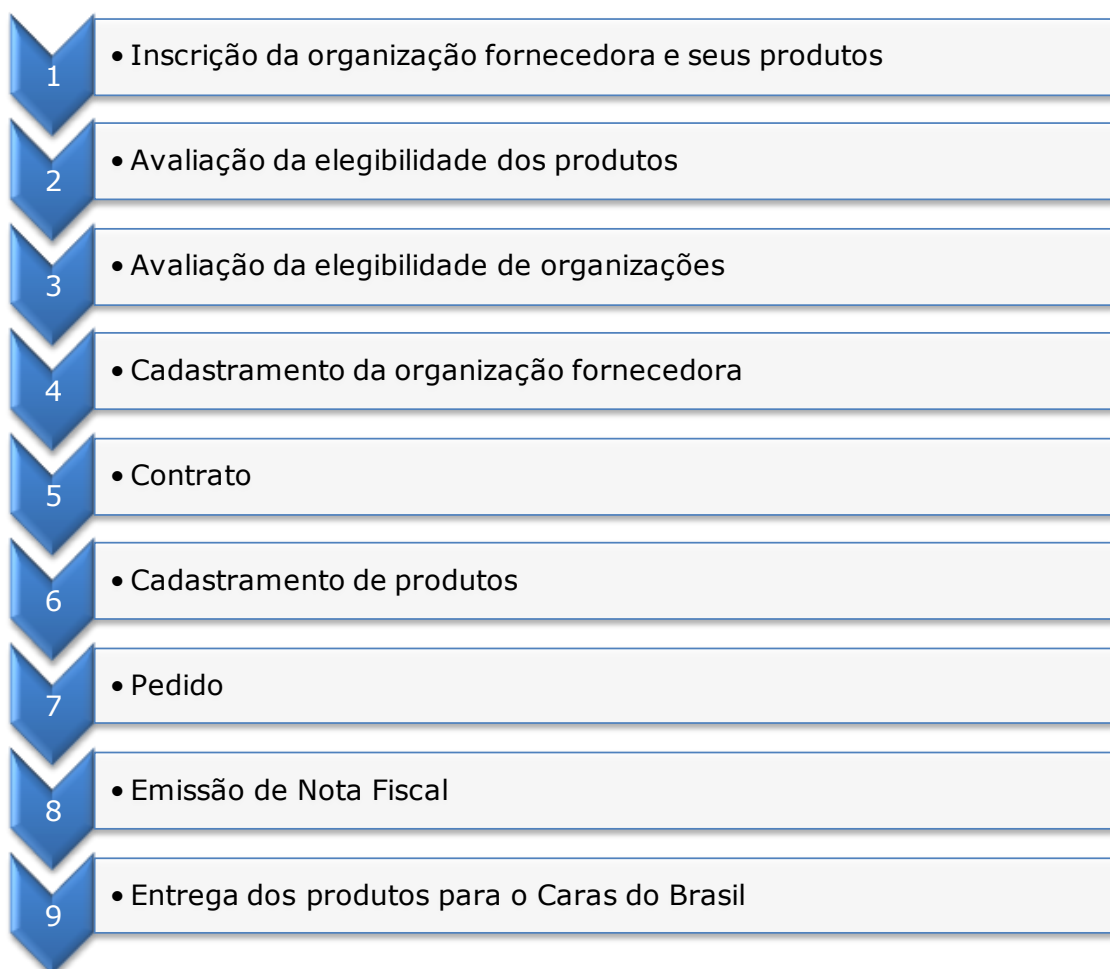 1
• Inscrição da organização fornecedora e seus produtos
2
• Avaliação da elegibilidade dos produtos
3
• Avaliação da elegibilidade de organizações
4
• Cadastramento da organização fornecedora
5
• Contrato
6
• Cadastramento de produtos
7
• Pedido
8
• Emissão de Nota Fiscal
9
• Entrega dos produtos para o Caras do Brasil